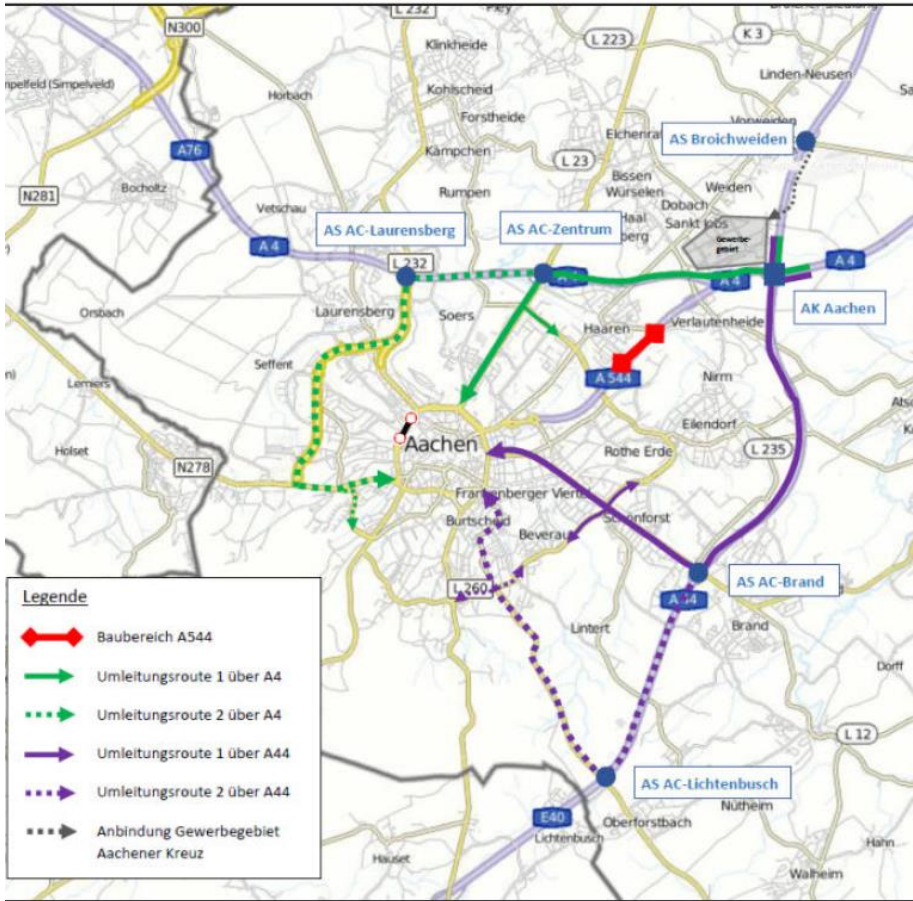 N300
L 232
Pley
L 223
K 3
Klinkheide
Linden-Neusen
mpelfeld (Simpelveld)
Horbach
Kohlscheid
Forstheide
Vorweiden
AS Broichweiden
A76
Kämpchen
L 23
Bissen
Würselen
Weiden
Bocholtz
Rumpen
Dobach
Sankt Jobs
N281
Vetschau
AS AC-Laurensberg
AS AC-Zentrum
Haal
Gewerbe-
gebiet
A 4
L 232
A 4
A 4
AK Aachen
Orsbach
Laurensberg
Soers
Haaren
Verlautenheide
Seffent
A 544
Nirm
Lemiers
Eilendorf
Holset
Aachen
Rothe Erde
L 235
N278
Frankenberger Viertel
Burtscheid
Schönforst
Beverau
AS AC-Brand
L 260
A 44
Lintert
Brand
Dorff
L 12
AS AC-Lichtenbusch
Nütheim
E40
Oberforstbach
Lichtenbusch
Hahn
Hauset
Walheim
Legende
Baubereich A544
Umleitungsroute 1 über A4
Umleitungsroute 2 über A4
Umleitungsroute 1 über A44
Umleitungsroute 2 über A44
Anbindung Gewerbegebiet
Aachener Kreuz